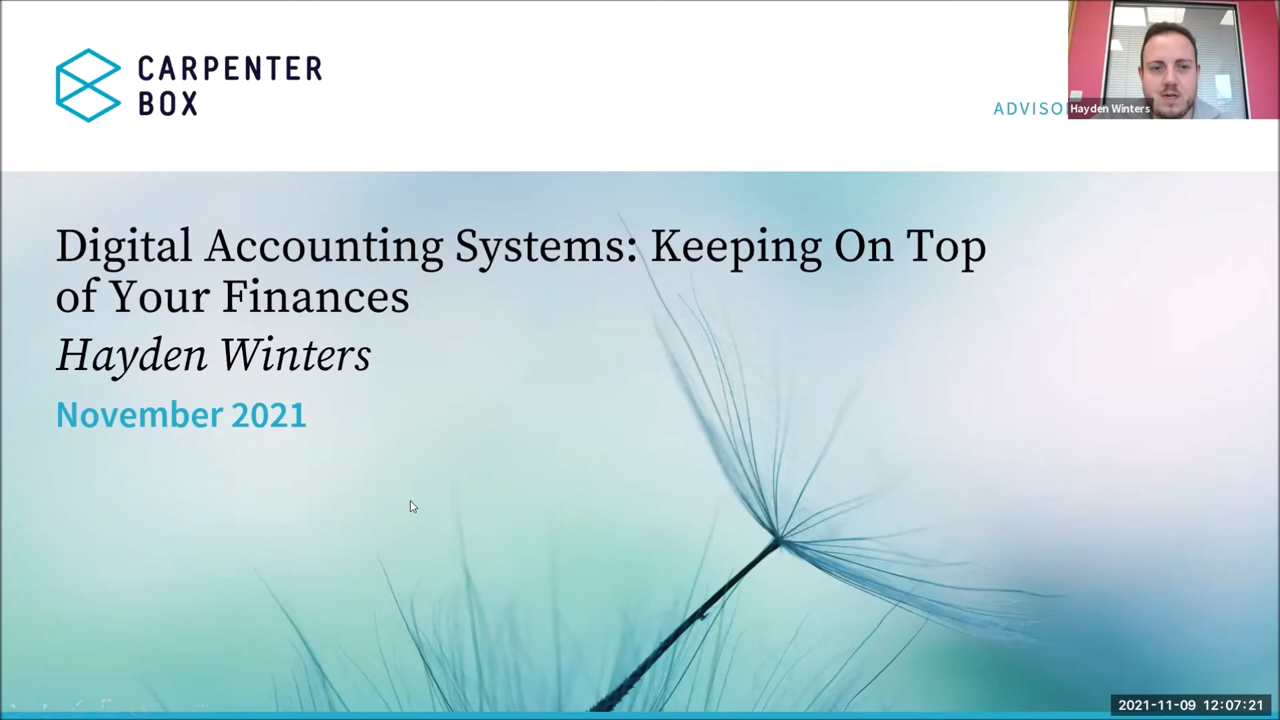 CARPENTER
BOX
ADVISO
Hayden Winters
Digital Accounting Systems: Keeping On Top
of Your Finances
Hayden Winters
November 2021
2021-11-09 12:07:21